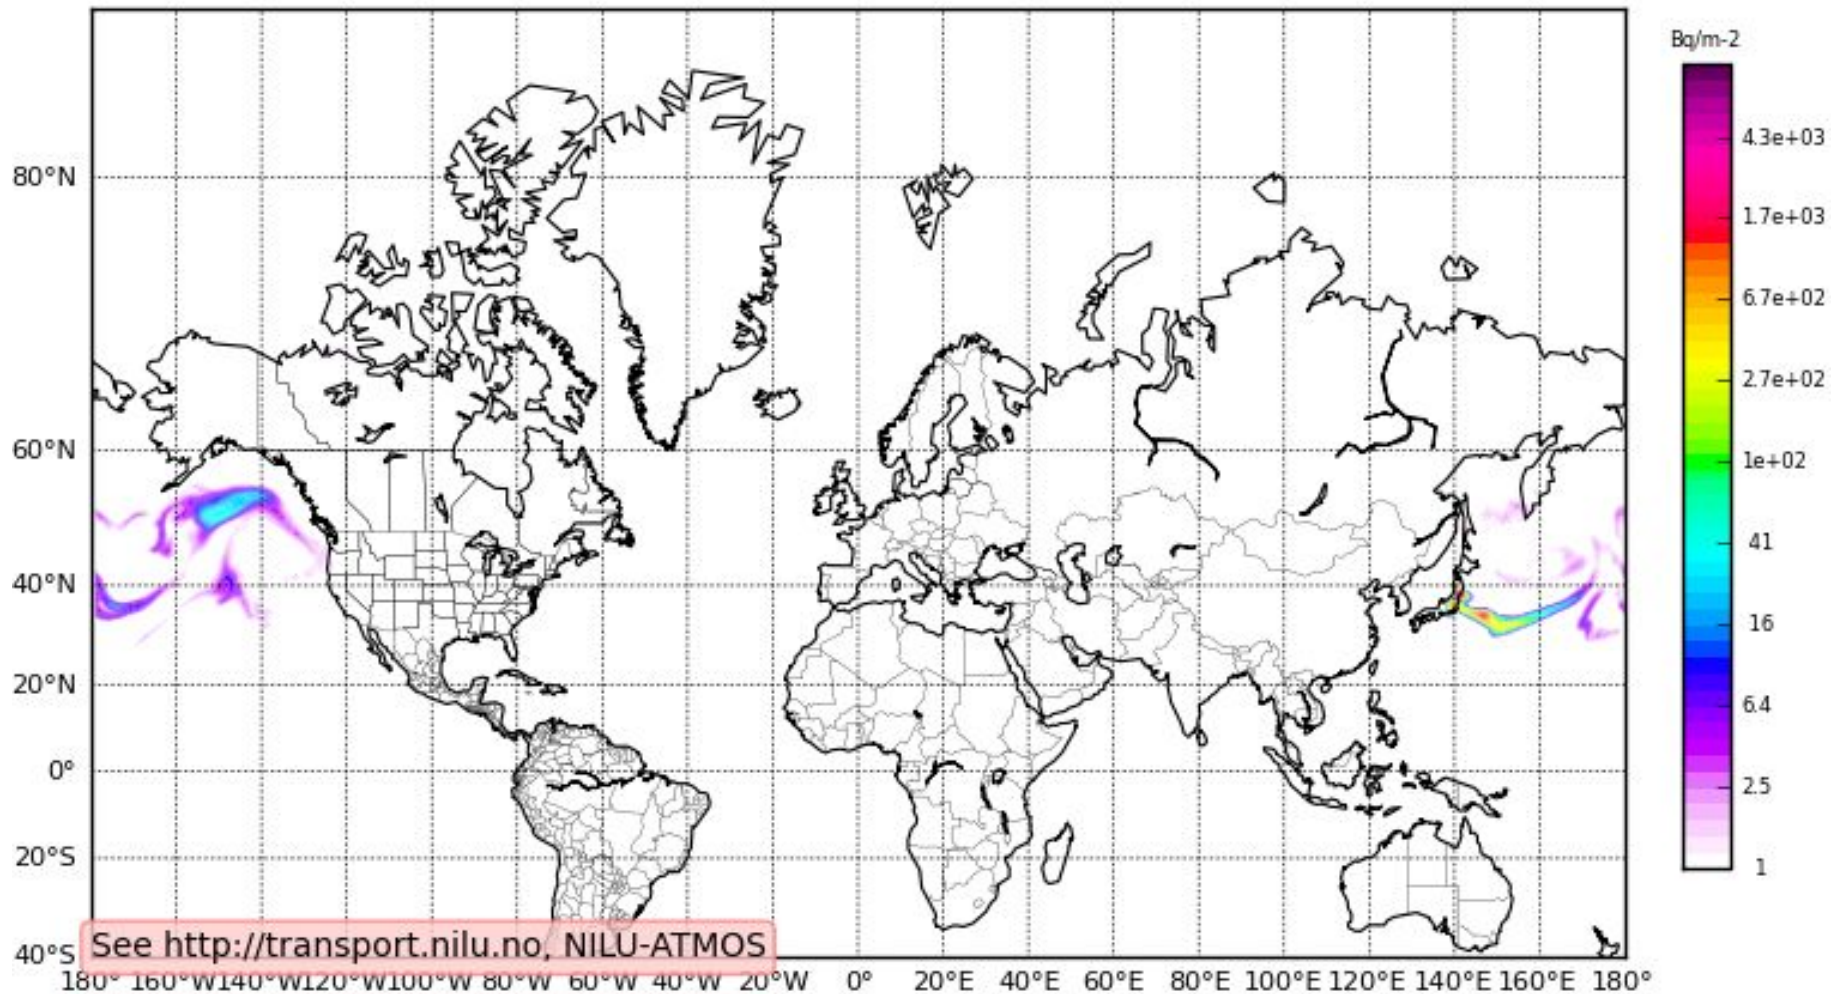 Bq/m-2
4.3e+03
1.7e+03
6.7e+02
2.7e+02
1e+02
41
16
6.4
2.5
1
80°N
60°N
40°N
20°N
0°
20°S
40°S
See http://transport.nilu.no, NILU-ATMOS
180° 160°W 140°W 120°W 100°W 80°W 60°W 40°W 20°W 0° 20°E 40°E 60°E 80°E 100°E 120°E 140°E 160°E 180°